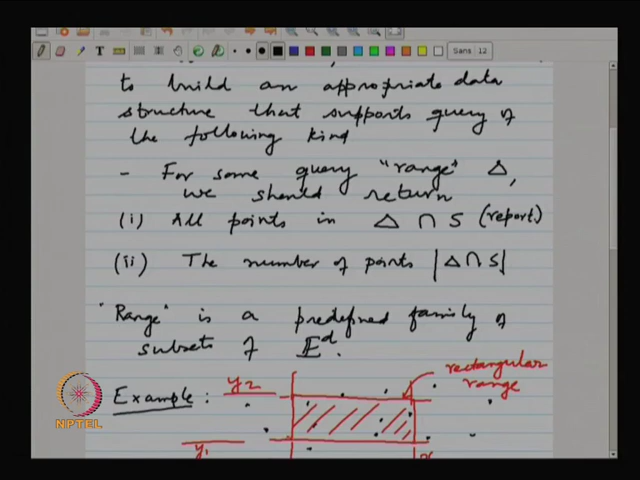 Sans 12
to build an appropriate data
structure that supports query of
the following kind
- For some query "range" Δ,
we should return
(i) All points in Δ ∩ S (report)
(ii) The number of points |Δ∩S|
"Range" is a predefined family of
subsets of E^d.
rectangular
range
Example :
y2
y1
NPTEL